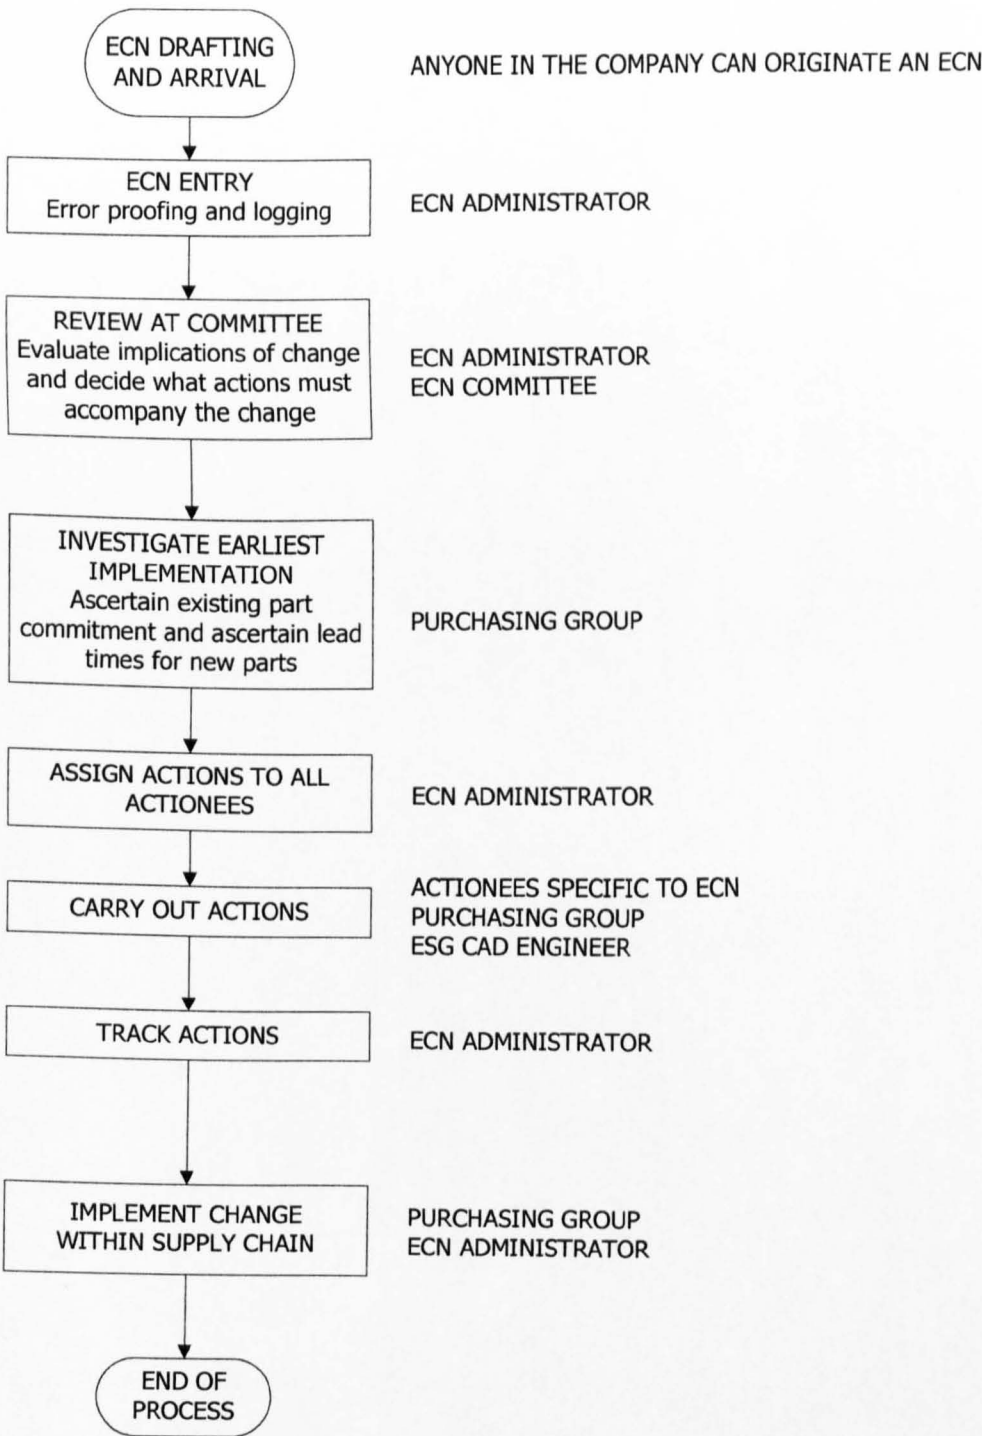 ECN DRAFTING
AND ARRIVAL
ANYONE IN THE COMPANY CAN ORIGINATE AN ECN
ECN ENTRY
Error proofing and logging
ECN ADMINISTRATOR
REVIEW AT COMMITTEE
Evaluate implications of change
and decide what actions must
accompany the change
ECN ADMINISTRATOR
ECN COMMITTEE
INVESTIGATE EARLIEST
IMPLEMENTATION
Ascertain existing part
commitment and ascertain lead
times for new parts
PURCHASING GROUP
ASSIGN ACTIONS TO ALL
ACTIONEES
ECN ADMINISTRATOR
CARRY OUT ACTIONS
ACTIONEES SPECIFIC TO ECN
PURCHASING GROUP
ESG CAD ENGINEER
TRACK ACTIONS
ECN ADMINISTRATOR
IMPLEMENT CHANGE
WITHIN SUPPLY CHAIN
PURCHASING GROUP
ECN ADMINISTRATOR
END OF
PROCESS